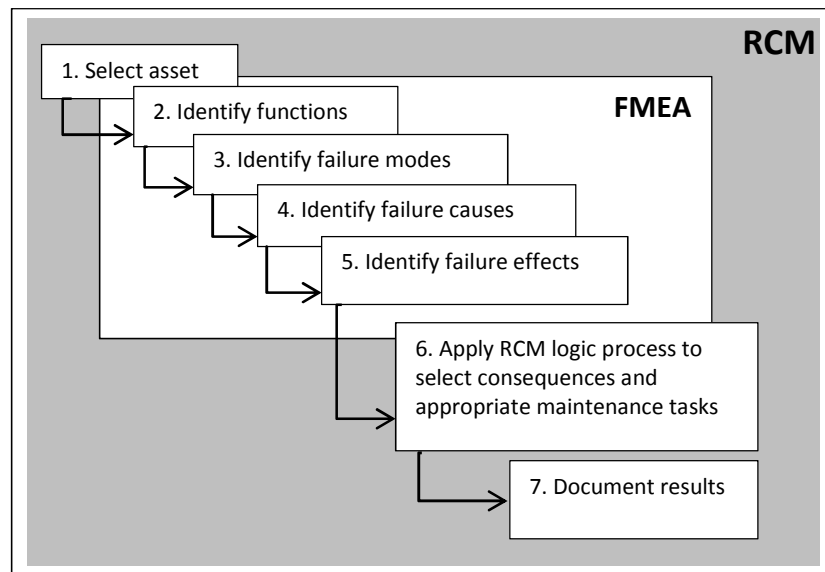 RCM
1. Select asset
FMEA
2. Identify functions
3. Identify failure modes
4. Identify failure causes
5. Identify failure effects
6. Apply RCM logic process to
select consequences and
appropriate maintenance tasks
7. Document results